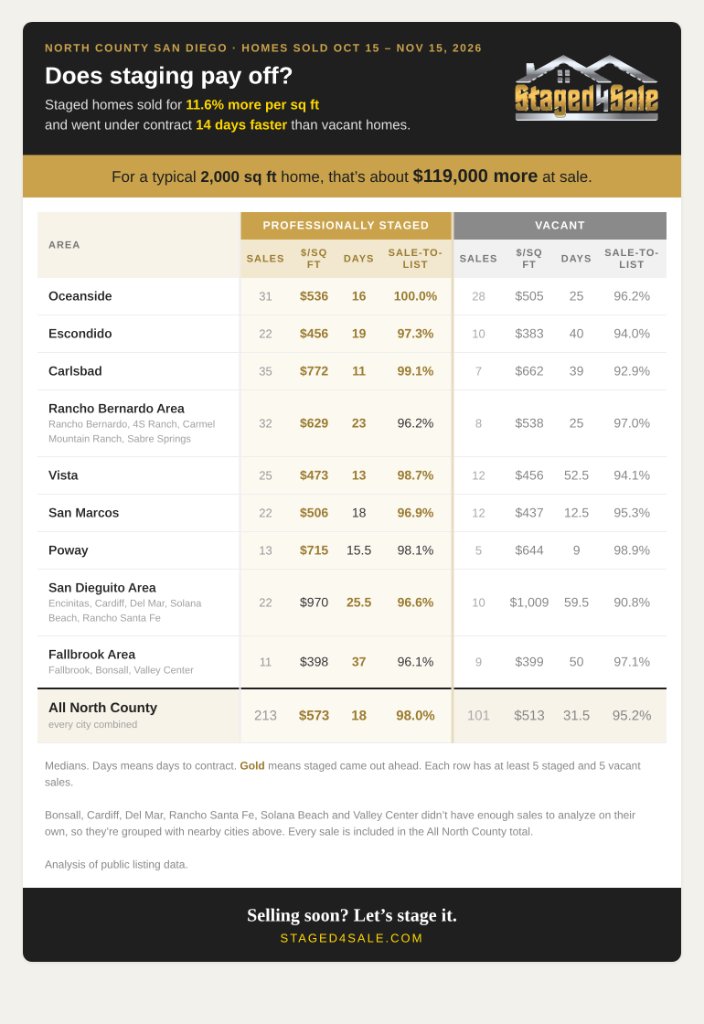 NORTH COUNTY SAN DIEGO · HOMES SOLD OCT 15 – NOV 15, 2026
Does staging pay off?
Staged homes sold for 11.6% more per sq ft
and went under contract 14 days faster than vacant homes.
Staged4Sale
For a typical 2,000 sq ft home, that’s about $119,000 more at sale.
AREA
PROFESSIONALLY STAGED
VACANT
SALES $/SQ FT DAYS SALE-TO-LIST SALES $/SQ FT DAYS SALE-TO-LIST
Oceanside 31 $536 16 100.0% 28 $505 25 96.2%
Escondido 22 $456 19 97.3% 10 $383 40 94.0%
Carlsbad 35 $772 11 99.1% 7 $662 39 92.9%
Rancho Bernardo Area 32 $629 23 96.2% 8 $538 25 97.0%
Rancho Bernardo, 4S Ranch, Carmel
Mountain Ranch, Sabre Springs
Vista 25 $473 13 98.7% 12 $456 52.5 94.1%
San Marcos 22 $506 18 96.9% 12 $437 12.5 95.3%
Poway 13 $715 15.5 98.1% 5 $644 9 98.9%
San Dieguito Area 22 $970 25.5 96.6% 10 $1,009 59.5 90.8%
Encinitas, Cardiff, Del Mar, Solana
Beach, Rancho Santa Fe
Fallbrook Area 11 $398 37 96.1% 9 $399 50 97.1%
Fallbrook, Bonsall, Valley Center
All North County 213 $573 18 98.0% 101 $513 31.5 95.2%
every city combined
Medians. Days means days to contract. Gold means staged came out ahead. Each row has at least 5 staged and 5 vacant
sales.
Bonsall, Cardiff, Del Mar, Rancho Santa Fe, Solana Beach and Valley Center didn’t have enough sales to analyze on their
own, so they’re grouped with nearby cities above. Every sale is included in the All North County total.
Analysis of public listing data.
Selling soon? Let’s stage it.
STAGED4SALE.COM